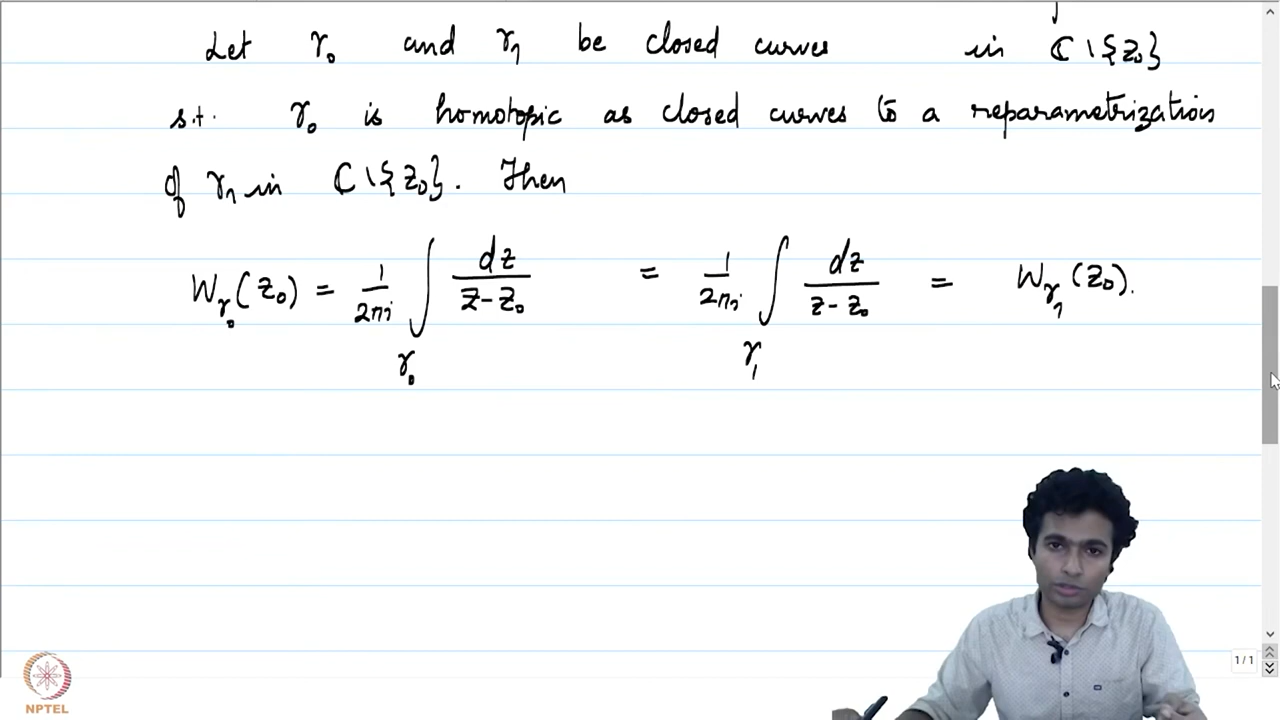 Let γ₀ and γ₁ be closed curves in ℂ\{z₀}
s.t. γ₀ is homotopic as closed curves to a reparametrization
of γ₁ in ℂ\{z₀}. Then
W_γ₀(z₀) = 1/2πi ∫_γ₀ dz/(z-z₀) = 1/2πi ∫_γ₁ dz/(z-z₀) = W_γ₁(z₀).
1/1
NPTEL